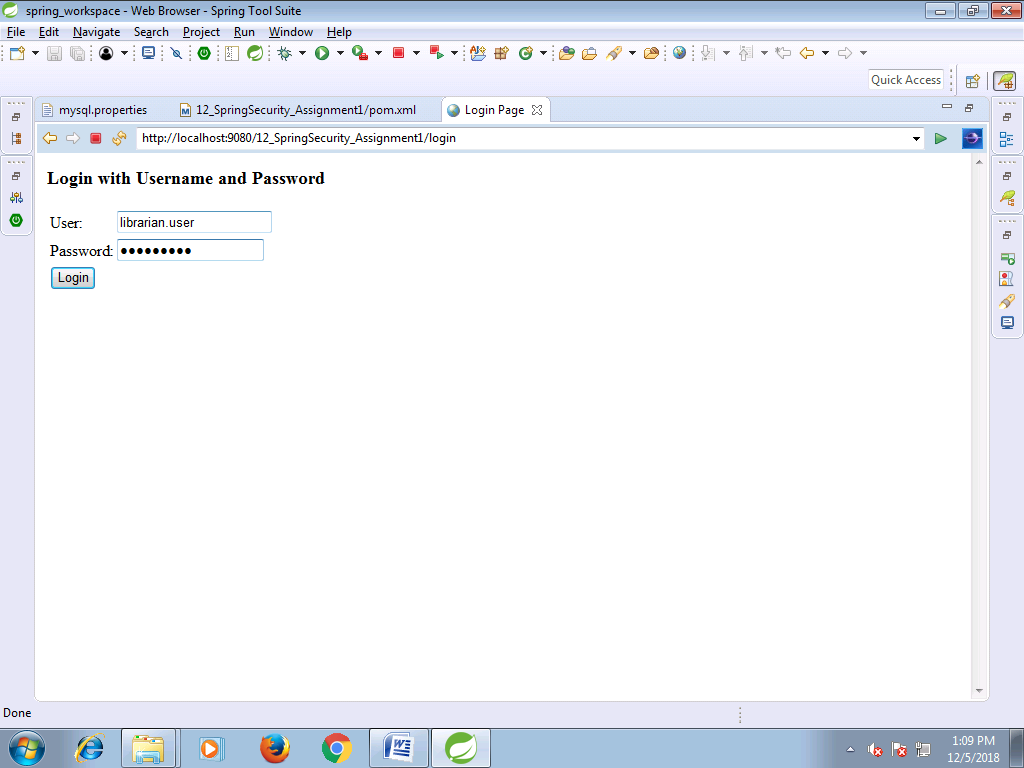 spring_workspace - Web Browser - Spring Tool Suite
File Edit Navigate Search Project Run Window Help
Quick Access
mysql.properties 12_SpringSecurity_Assignment1/pom.xml Login Page
http://localhost:9080/12_SpringSecurity_Assignment1/login
Login with Username and Password
User: librarian.user
Password: ●●●●●●●●●
Login
Done
1:09 PM
12/5/2018